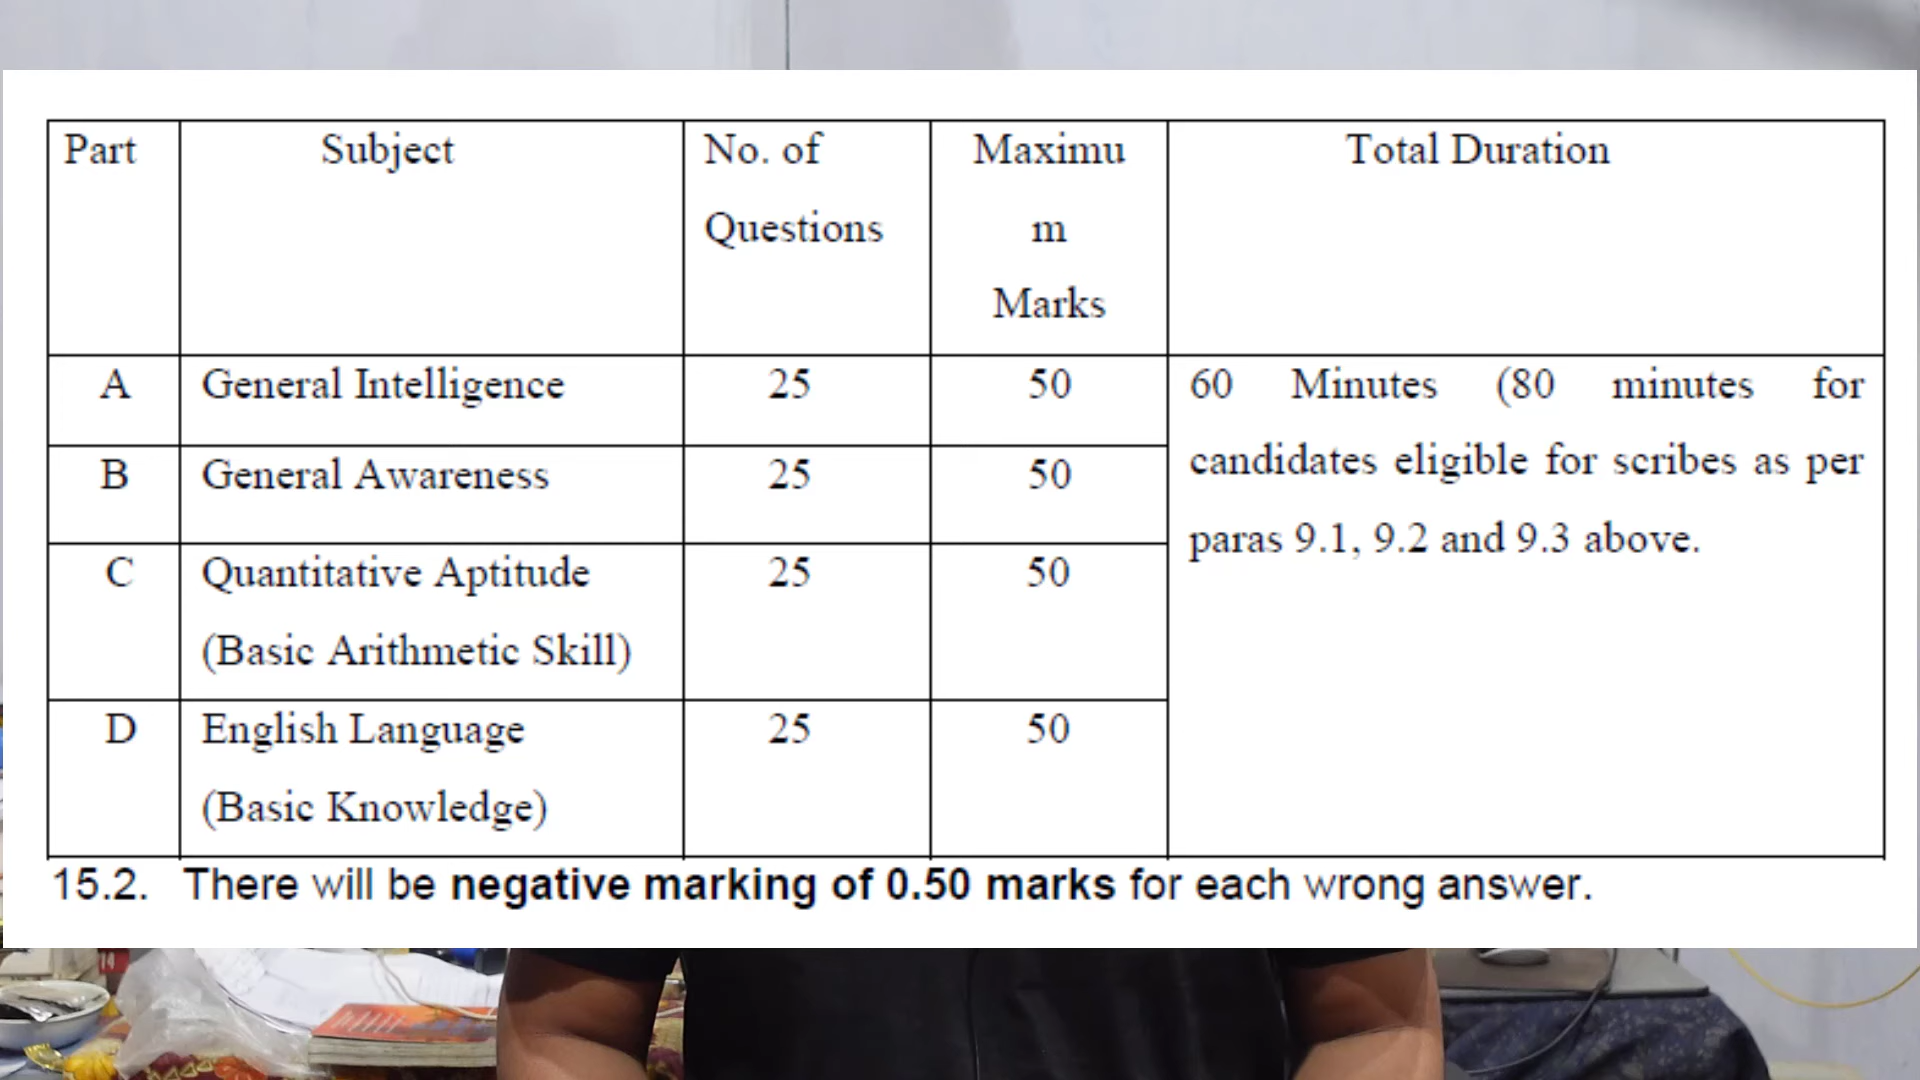 Part Subject No. of Maximu Total Duration
Questions m
Marks
A General Intelligence 25 50 60 Minutes (80 minutes for
B General Awareness 25 50 candidates eligible for scribes as per
paras 9.1, 9.2 and 9.3 above.
C Quantitative Aptitude 25 50
(Basic Arithmetic Skill)
D English Language 25 50
(Basic Knowledge)
15.2. There will be negative marking of 0.50 marks for each wrong answer.